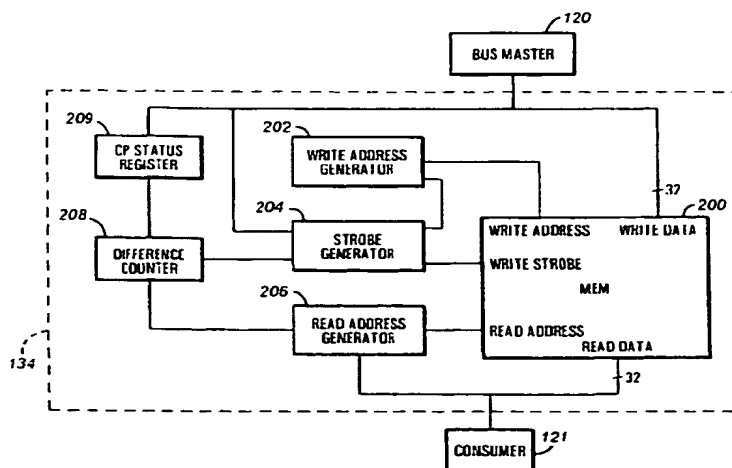 120
BUS MASTER
209
CP STATUS
REGISTER
202
WRITE ADDRESS
GENERATOR
32
208
DIFFERENCE
COUNTER
204
STROBE
GENERATOR
200
WRITE ADDRESS
WRITE DATA
WRITE STROBE
MEM
206
READ ADDRESS
GENERATOR
READ ADDRESS
READ DATA
134
32
CONSUMER
121